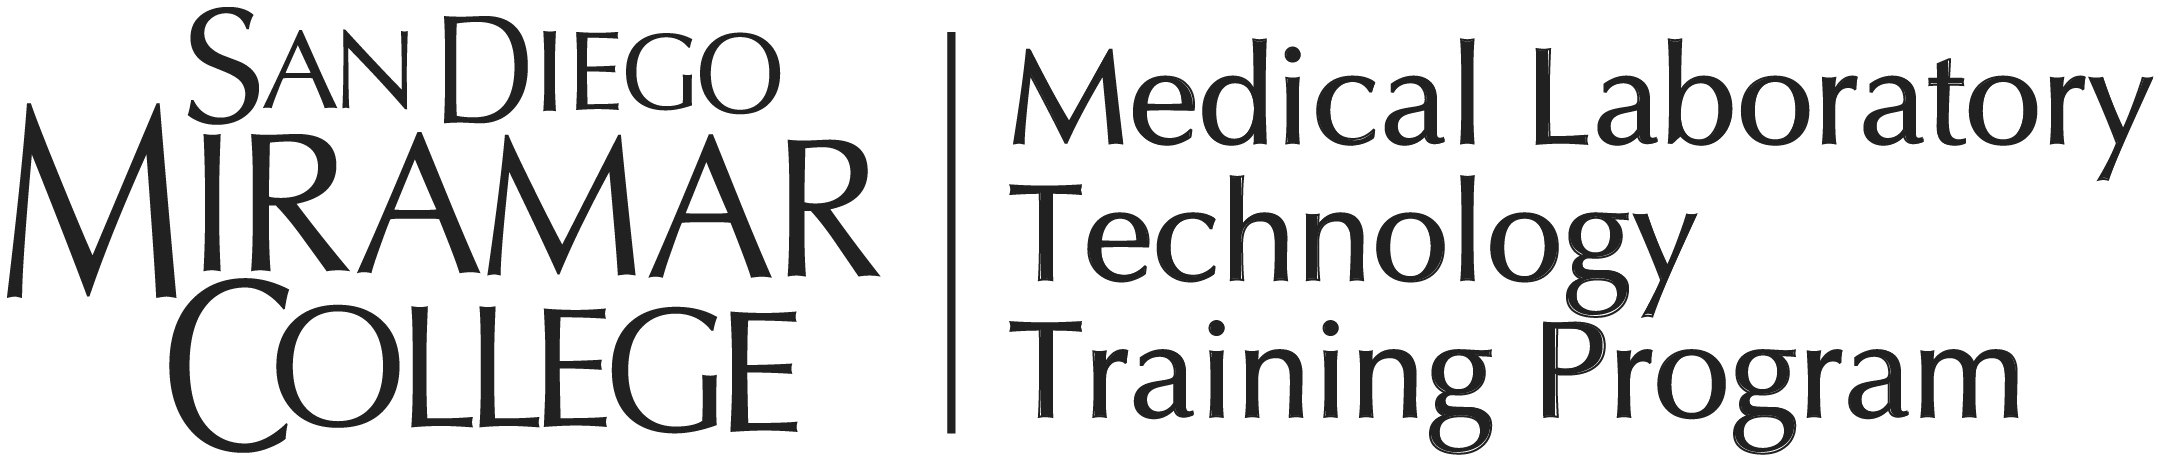 SAN DIEGO
MIRAMAR
COLLEGE
Medical Laboratory
Technology
Training Program